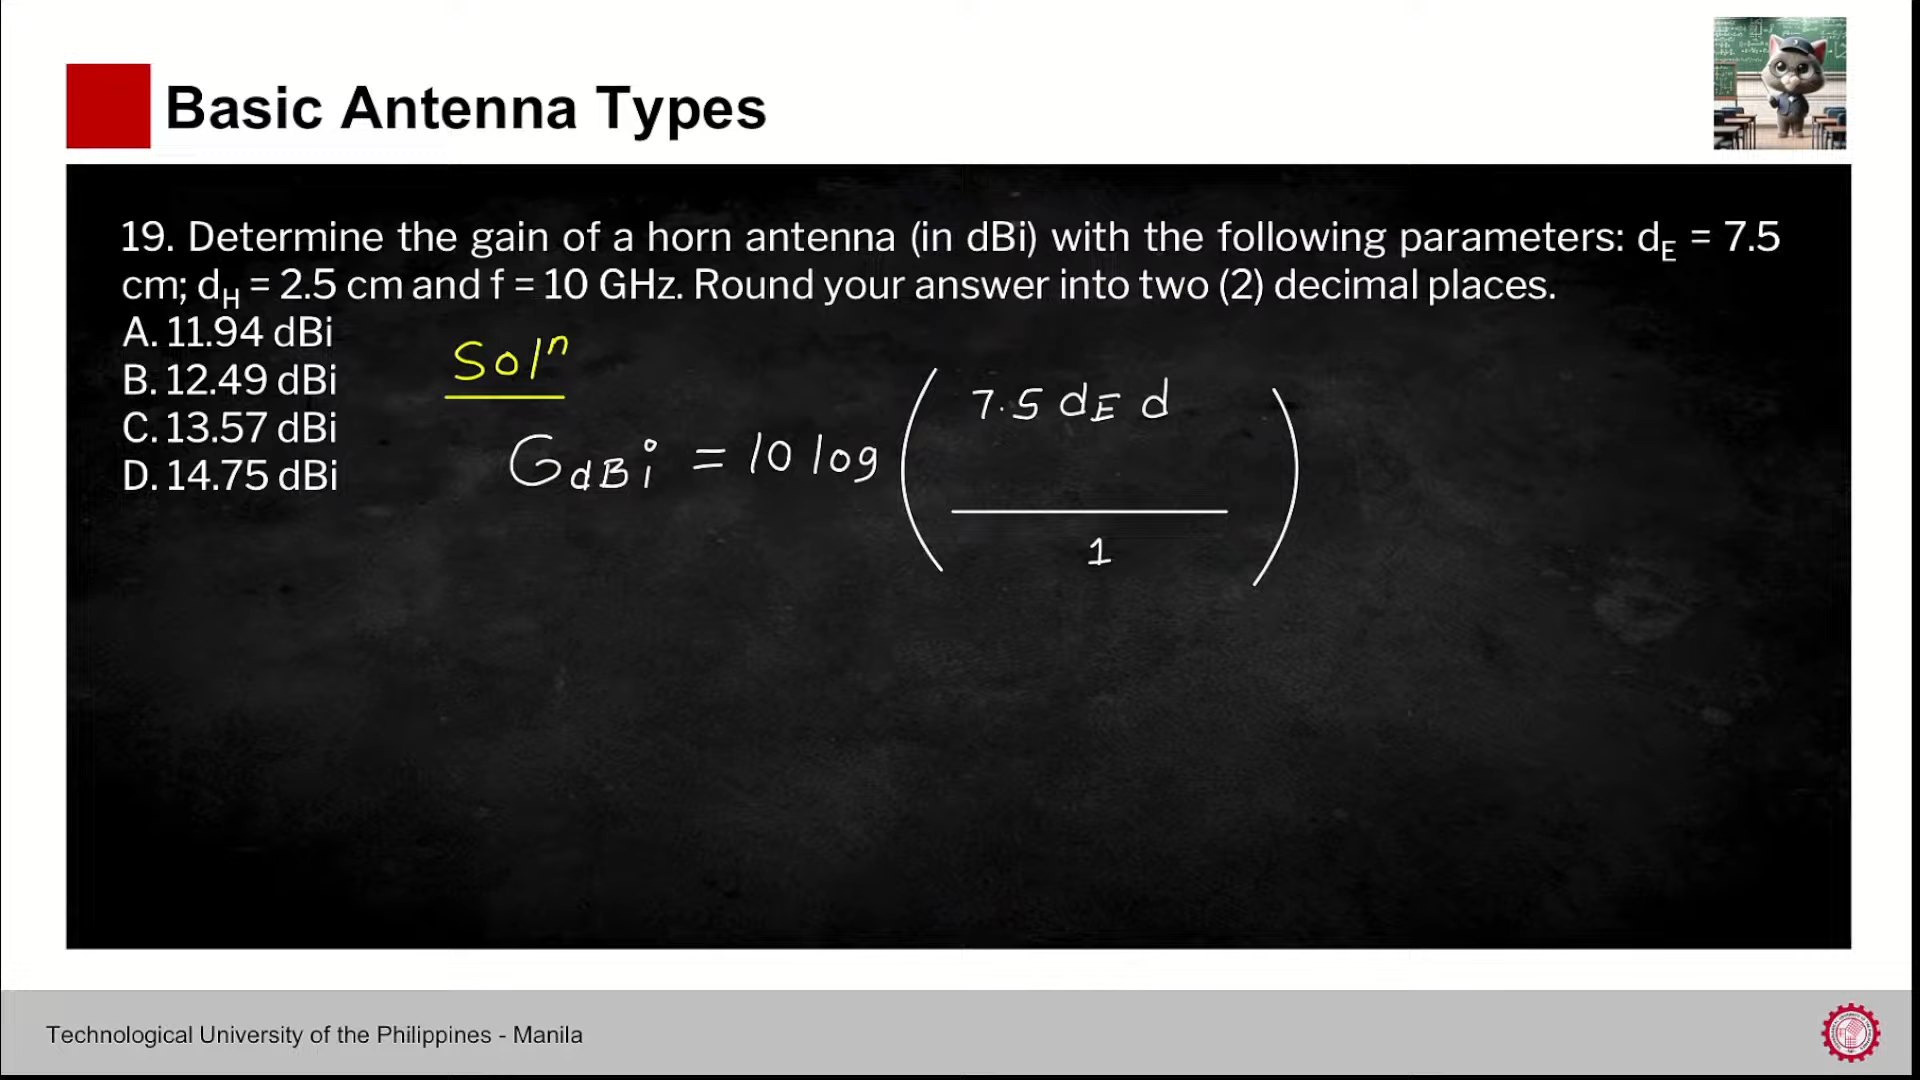 Basic Antenna Types
19. Determine the gain of a horn antenna (in dBi) with the following parameters: dE = 7.5
cm; dH = 2.5 cm and f = 10 GHz. Round your answer into two (2) decimal places.
A. 11.94 dBi
B. 12.49 dBi
C. 13.57 dBi
D. 14.75 dBi
Solⁿ
GdBi = 10 log ( 7.5 dE d
1 )
Technological University of the Philippines - Manila